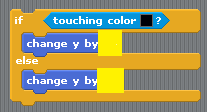 if touching color ?
change y by
else
change y by